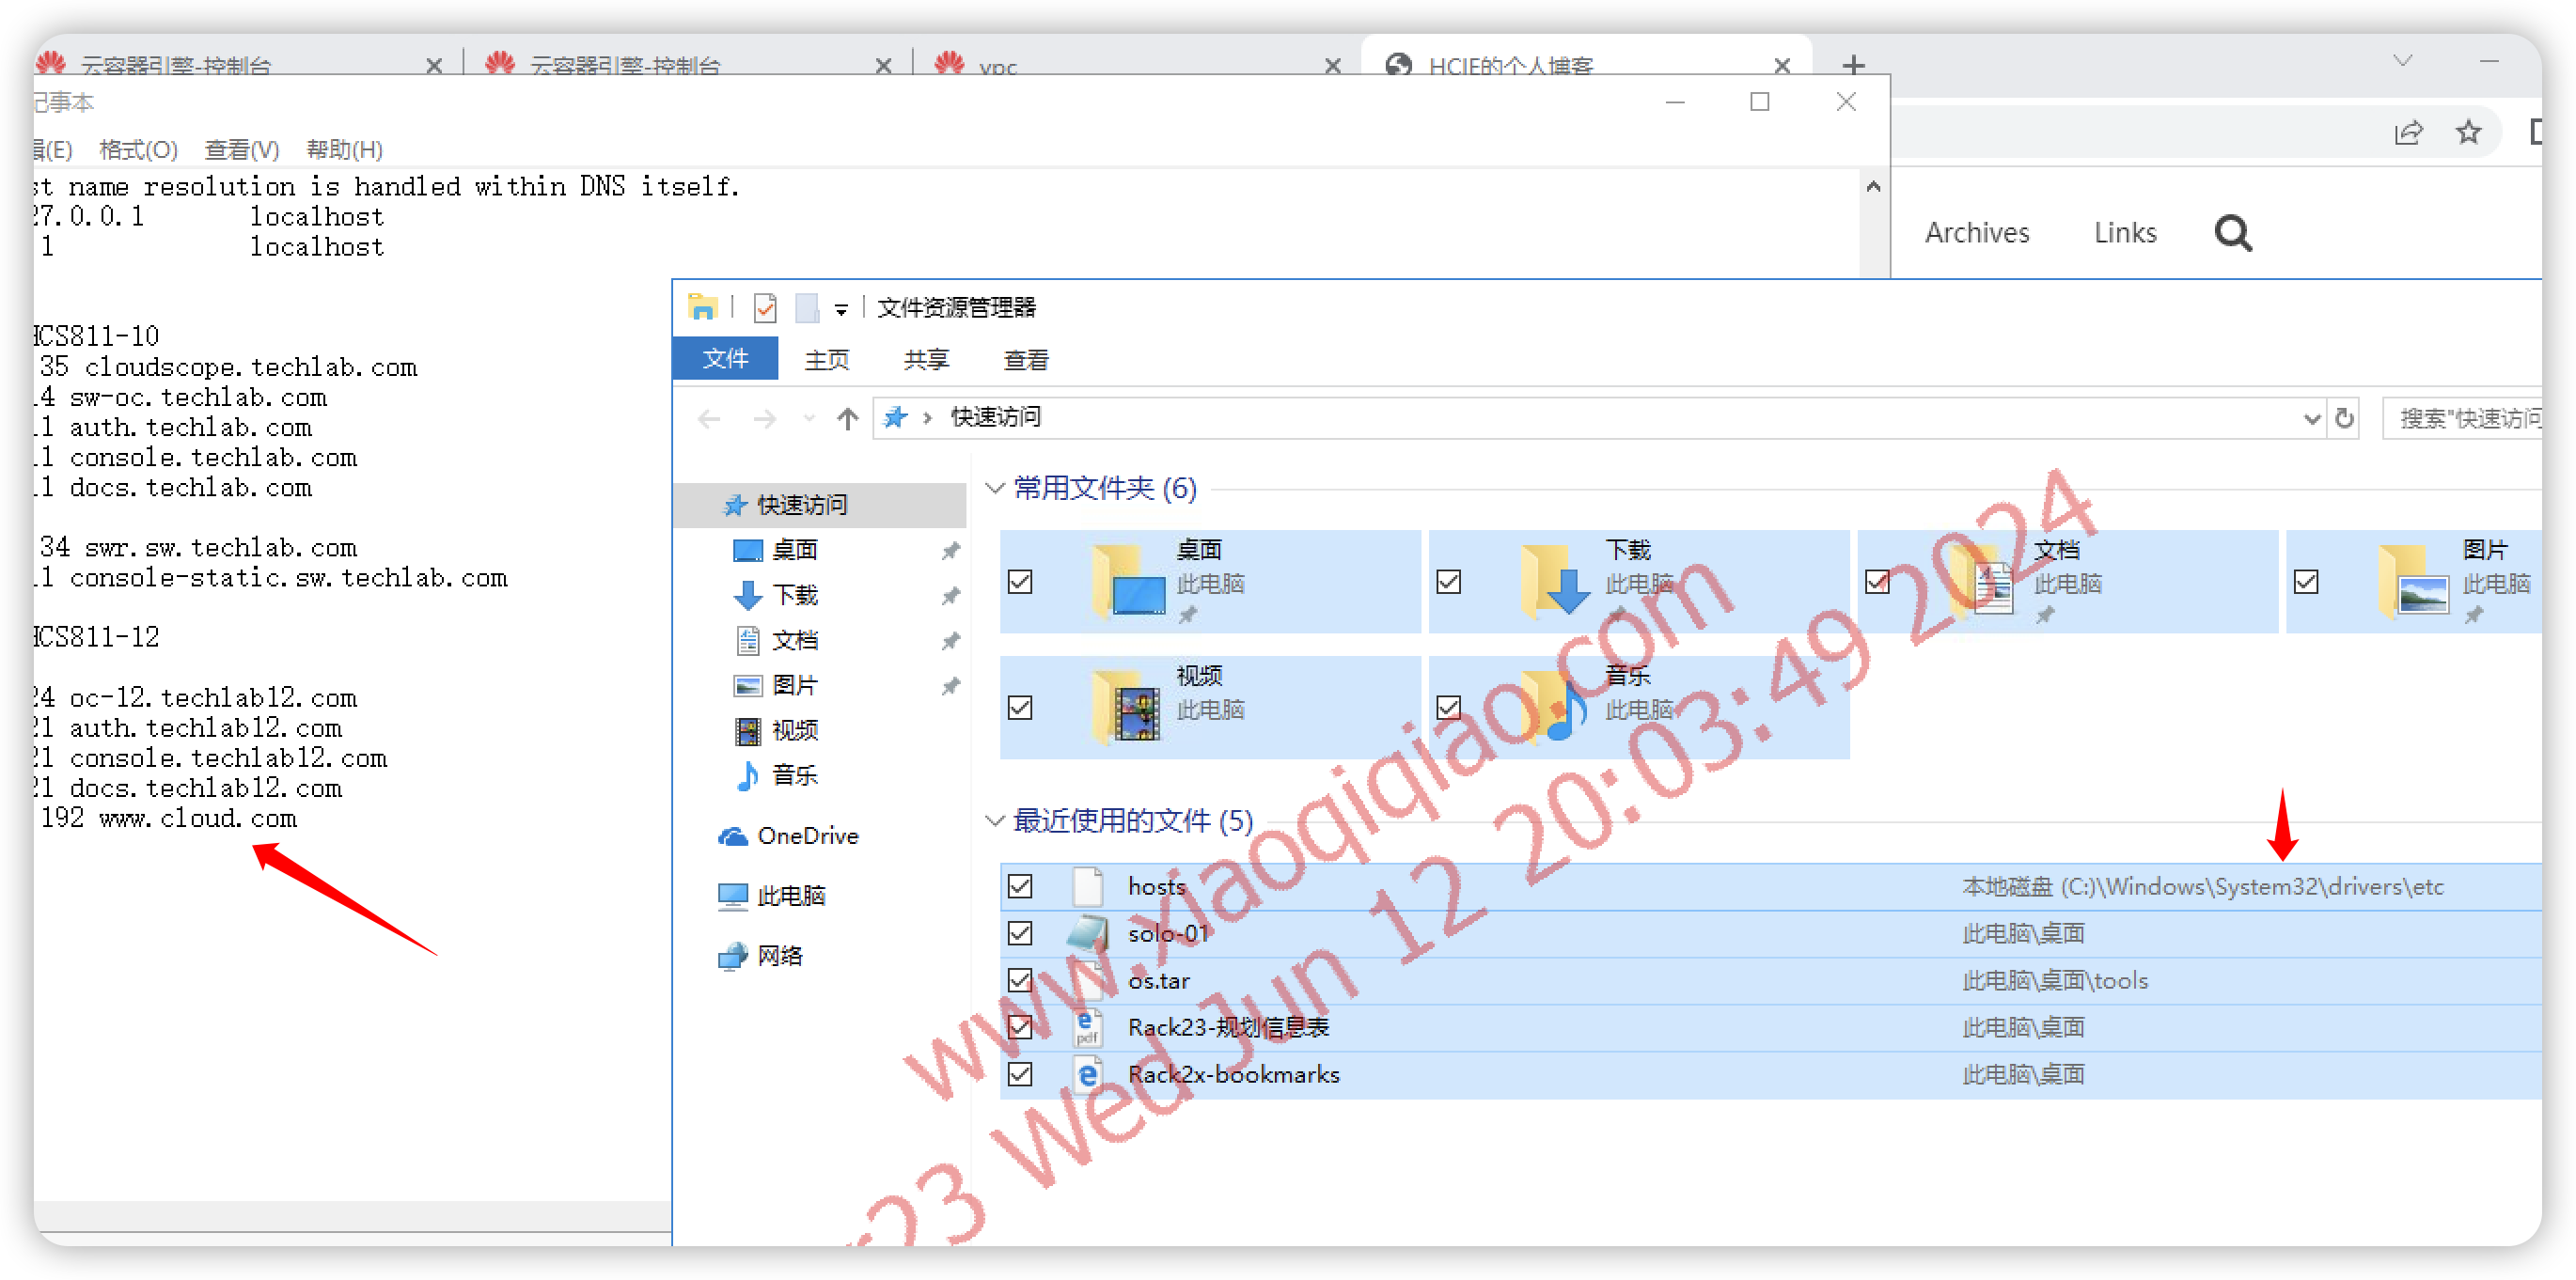 云容器引擎-控制台
云容器引擎-控制台
vpc
HCIE的个人博客
记事本
辑(E) 格式(O) 查看(V) 帮助(H)
st name resolution is handled within DNS itself.
27.0.0.1 localhost
1 localhost
HCS811-10
35 cloudscope.techlab.com
14 sw-oc.techlab.com
11 auth.techlab.com
11 console.techlab.com
11 docs.techlab.com
34 swr.sw.techlab.com
11 console-static.sw.techlab.com
HCS811-12
24 oc-12.techlab12.com
21 auth.techlab12.com
21 console.techlab12.com
21 docs.techlab12.com
192 www.cloud.com
Archives Links
文件资源管理器
文件 主页 共享 查看
快速访问
搜索"快速访问
快速访问
桌面
下载
文档
图片
视频
音乐
OneDrive
此电脑
网络
常用文件夹 (6)
桌面
此电脑
下载
此电脑
文档
此电脑
图片
此电脑
视频
此电脑
音乐
此电脑
最近使用的文件 (5)
hosts 本地磁盘 (C:)\Windows\System32\drivers\etc
solo-01 此电脑\桌面
os.tar 此电脑\桌面\tools
Rack23-规划信息表 此电脑\桌面
Rack2x-bookmarks 此电脑\桌面
www.xiaoqiqiao.com
r23 Wed Jun 12 20:03:49 2024